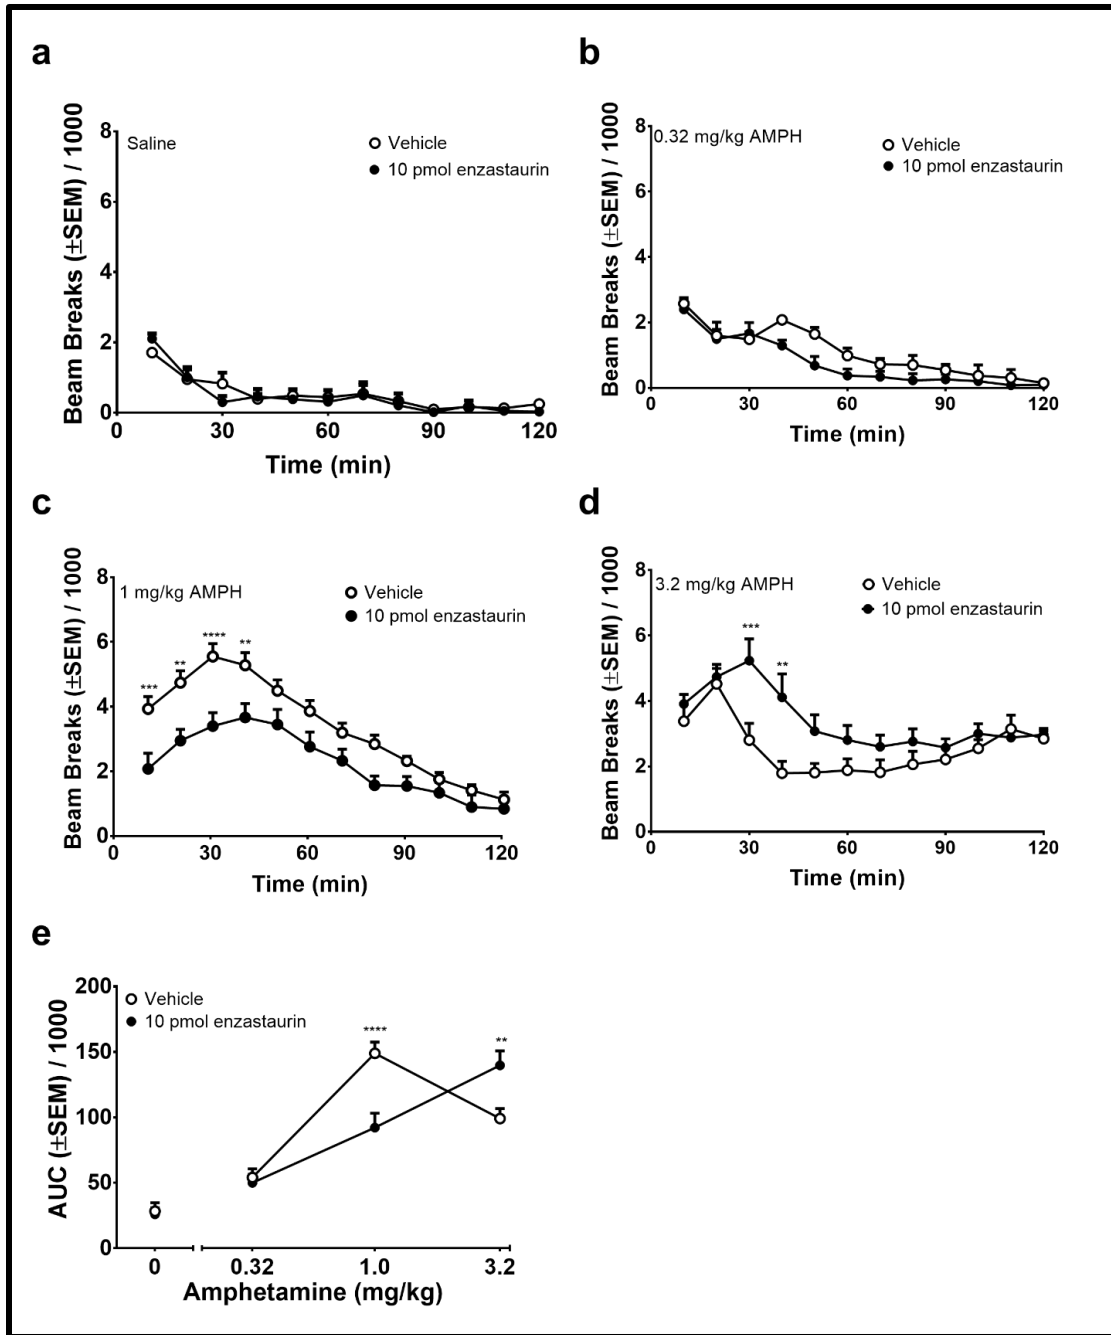 a
Saline
Vehicle
10 pmol enzastaurin
Beam Breaks (±SEM) / 1000
8
6
4
2
0
0 30 60 90 120
Time (min)
b
0.32 mg/kg AMPH
Vehicle
10 pmol enzastaurin
Beam Breaks (±SEM) / 1000
8
6
4
2
0
0 30 60 90 120
Time (min)
c
1 mg/kg AMPH
Vehicle
10 pmol enzastaurin
Beam Breaks (±SEM) / 1000
8
6
4
2
0
*** ** **** **
0 30 60 90 120
Time (min)
d
3.2 mg/kg AMPH
Vehicle
10 pmol enzastaurin
Beam Breaks (±SEM) / 1000
8
6
4
2
0
*** **
0 30 60 90 120
Time (min)
e
Vehicle
10 pmol enzastaurin
AUC (±SEM) / 1000
200
150
100
50
0
**** **
0 0.32 1.0 3.2
Amphetamine (mg/kg)